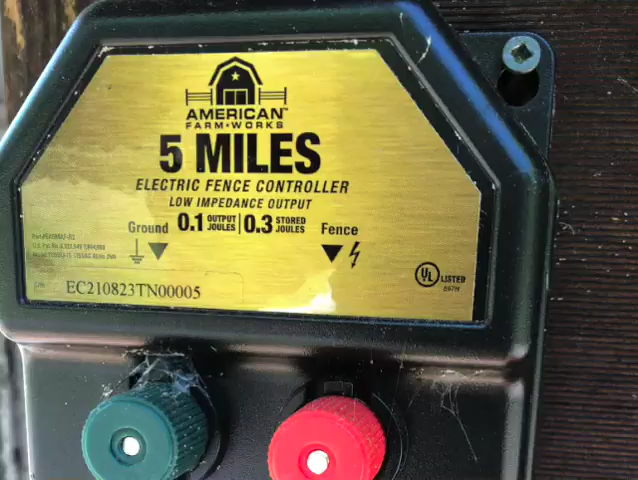 AMERICAN™
FARM•WORKS
5 MILES
ELECTRIC FENCE CONTROLLER
LOW IMPEDANCE OUTPUT
Ground 0.1 OUTPUT JOULES | 0.3 STORED JOULES Fence
UL LISTED
EC210823TN00005